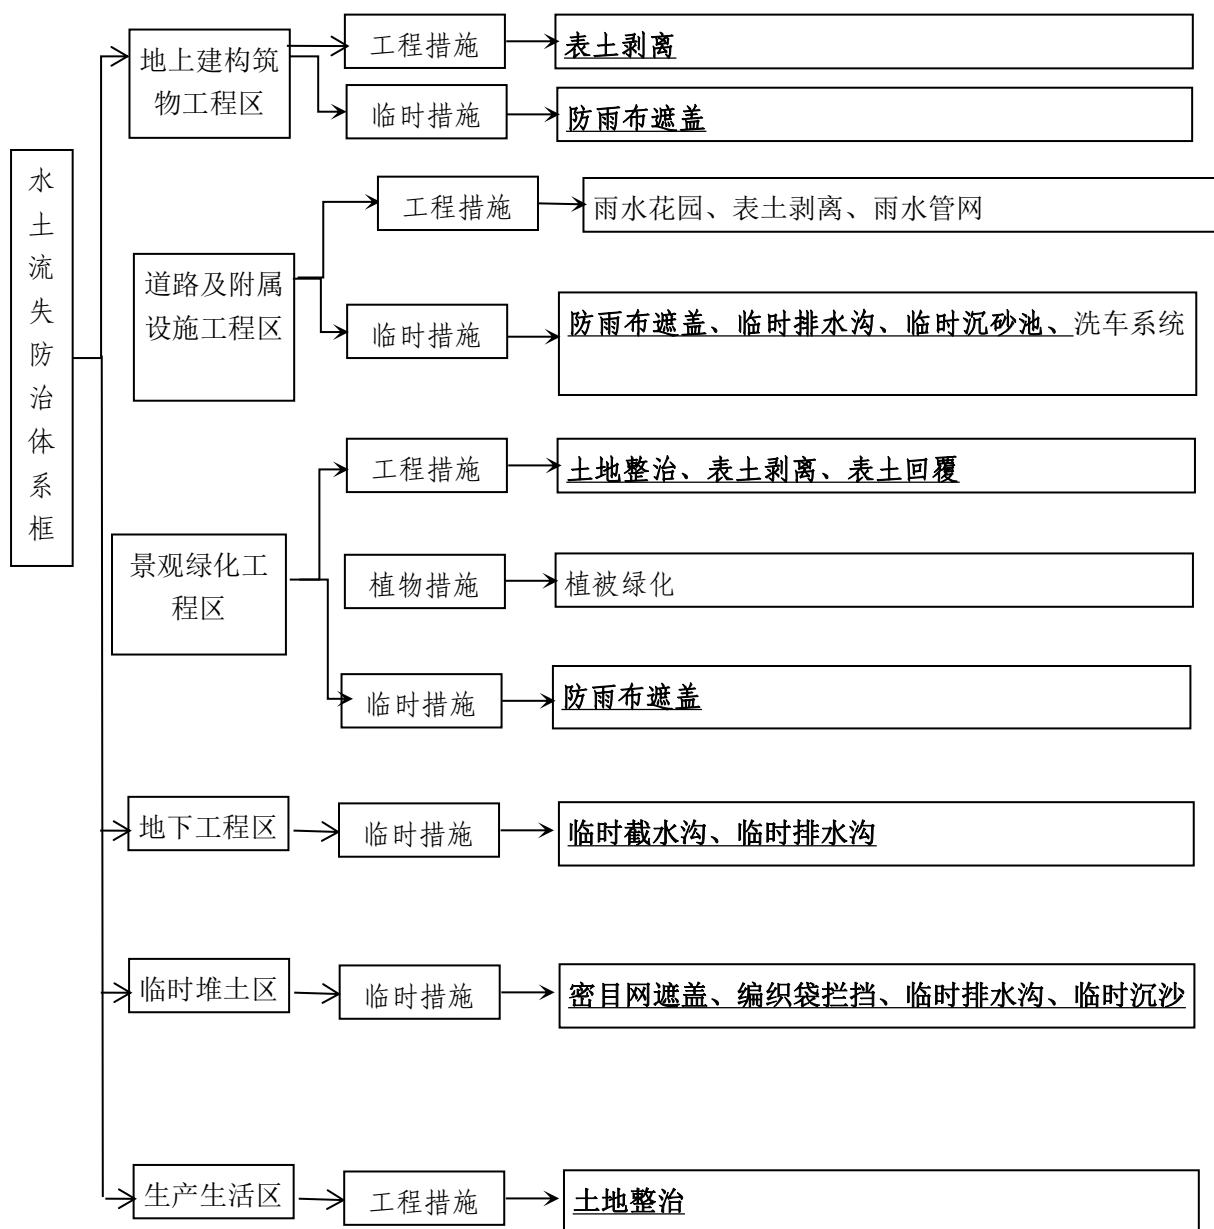 水土流失防治体系框
地上建构筑
物工程区
工程措施
表土剥离
临时措施
防雨布遮盖
道路及附属
设施工程区
工程措施
雨水花园、表土剥离、雨水管网
临时措施
防雨布遮盖、临时排水沟、临时沉砂池、洗车系统
景观绿化工
程区
工程措施
土地整治、表土剥离、表土回覆
植物措施
植被绿化
临时措施
防雨布遮盖
地下工程区
临时措施
临时截水沟、临时排水沟
临时堆土区
临时措施
密目网遮盖、编织袋拦挡、临时排水沟、临时沉沙
生产生活区
工程措施
土地整治